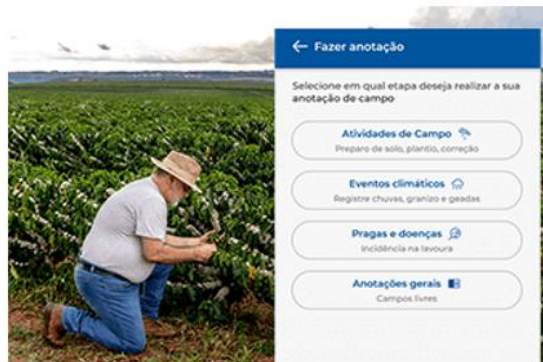 Fazer anotação
Selecione em qual etapa deseja realizar a sua
anotação de campo
Atividades de Campo
Preparo de solo, plantio, correção
Eventos climáticos
Registre chuvas, granizo e geadas
Pragas e doenças
Incidência na lavoura
Anotações gerais
Campos livres